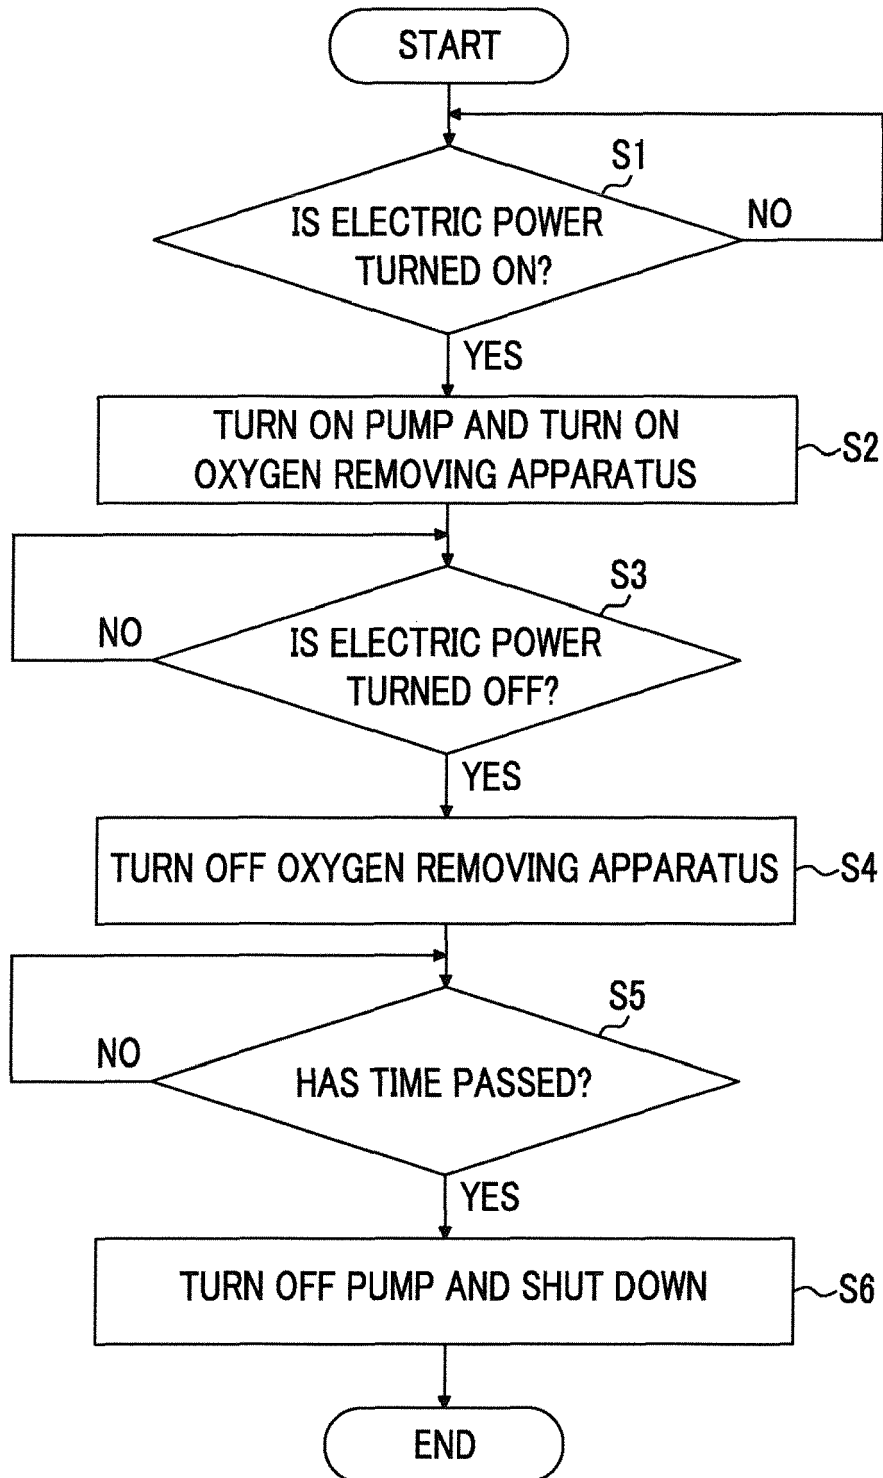 START
S1
IS ELECTRIC POWER
TURNED ON?
NO
YES
TURN ON PUMP AND TURN ON
OXYGEN REMOVING APPARATUS
S2
S3
NO
IS ELECTRIC POWER
TURNED OFF?
YES
TURN OFF OXYGEN REMOVING APPARATUS
S4
S5
NO
HAS TIME PASSED?
YES
TURN OFF PUMP AND SHUT DOWN
S6
END